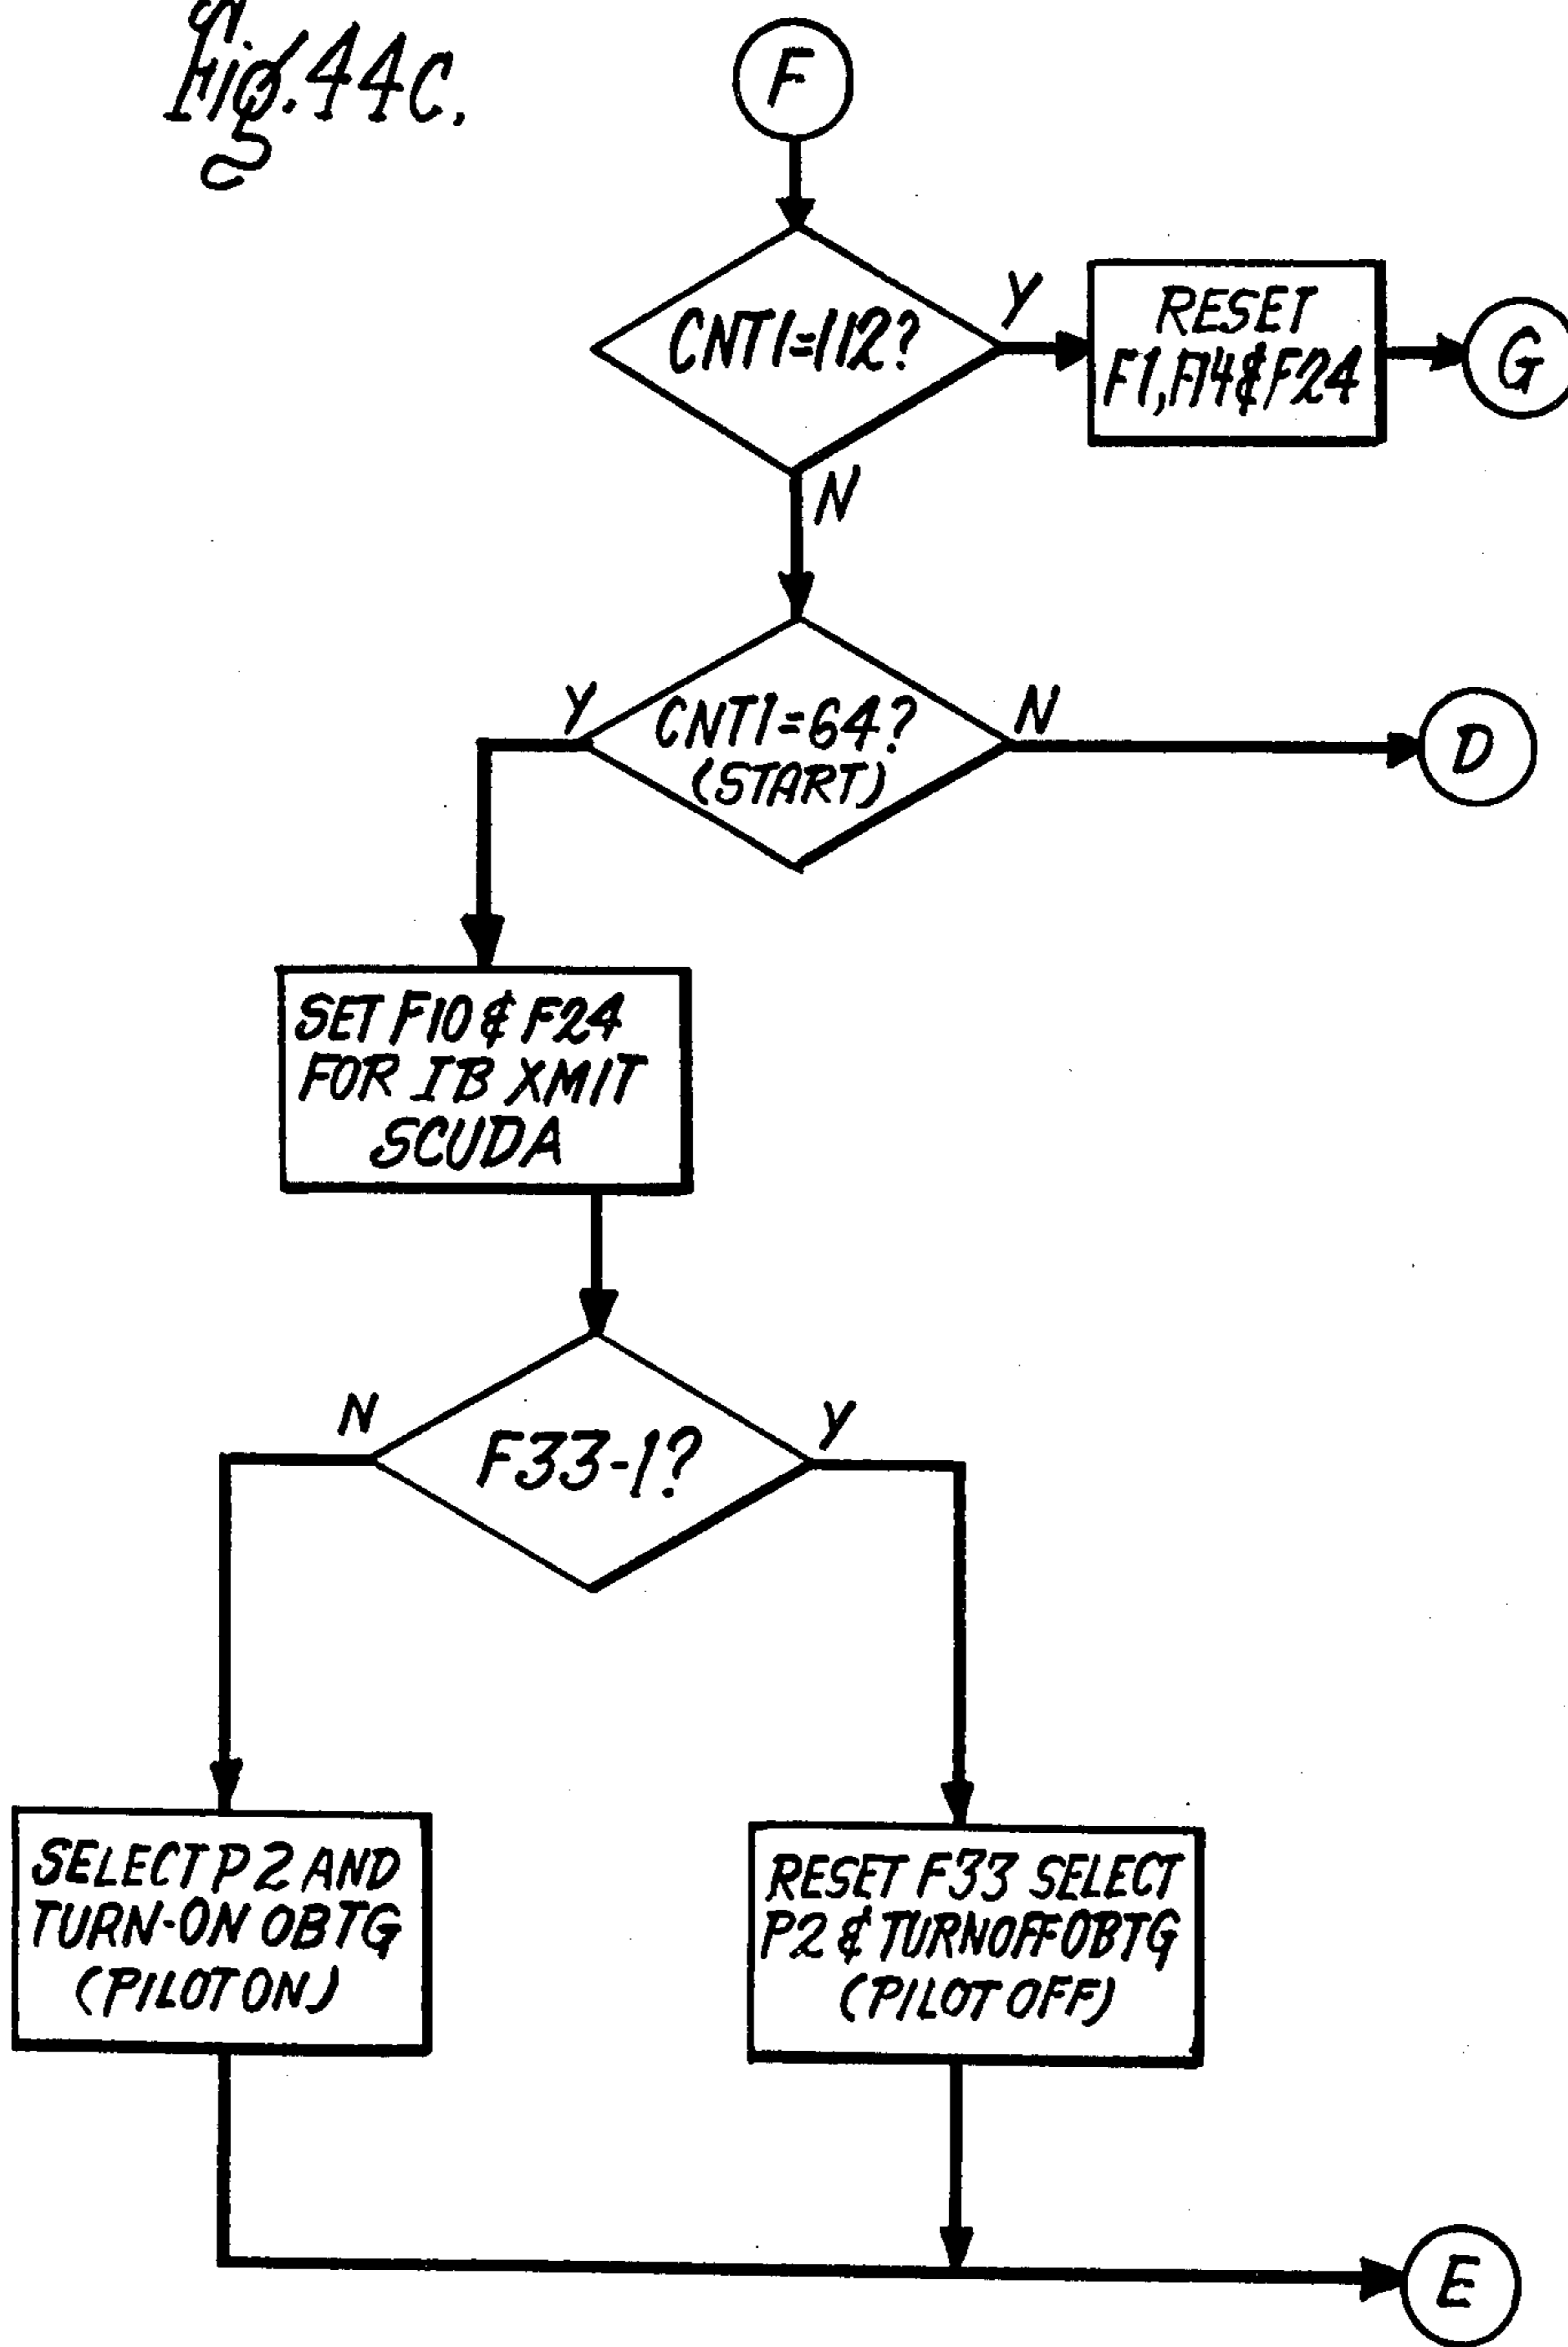 Fig. 44C.
F
CNT1=112?
Y
RESET
F1, F14 & F24
G
N
CNT1=64?
(START)
Y
N
D
SET F10 & F24
FOR IB XMIT
SCUDA
F33-1?
N
Y
SELECT P2 AND
TURN-ON OBTG
(PILOT ON)
RESET F33 SELECT
P2 & TURNOFF OBTG
(PILOT OFF)
E